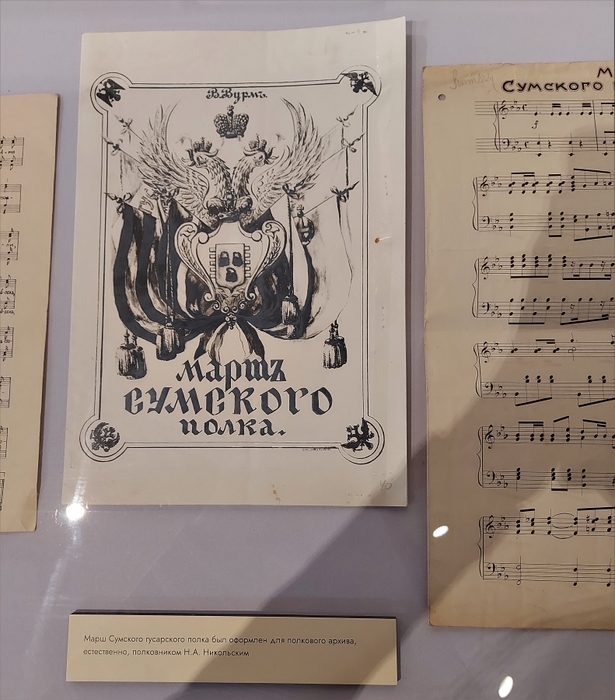 В. Вурмъ.
Маршъ
Сумского
полка.
М
Сумского
Марш Сумского гусарского полка был оформлен для полкового архива,
естественно, полковником Н.А. Никольским